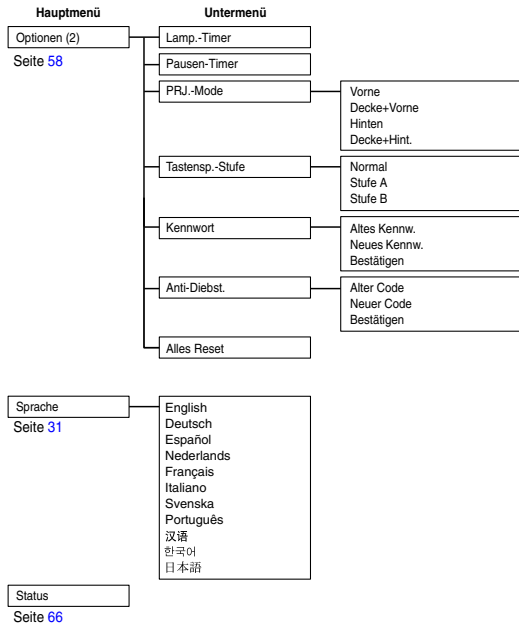 Hauptmenü Untermenü
Optionen (2)
Seite 58
Lamp.-Timer
Pausen-Timer
PRJ.-Mode
Vorne
Decke+Vorne
Hinten
Decke+Hint.
Tastensp.-Stufe
Normal
Stufe A
Stufe B
Kennwort
Altes Kennw.
Neues Kennw.
Bestätigen
Anti-Diebst.
Alter Code
Neuer Code
Bestätigen
Alles Reset
Sprache
Seite 31
English
Deutsch
Español
Nederlands
Français
Italiano
Svenska
Português
汉语
한국어
日本語
Status
Seite 66